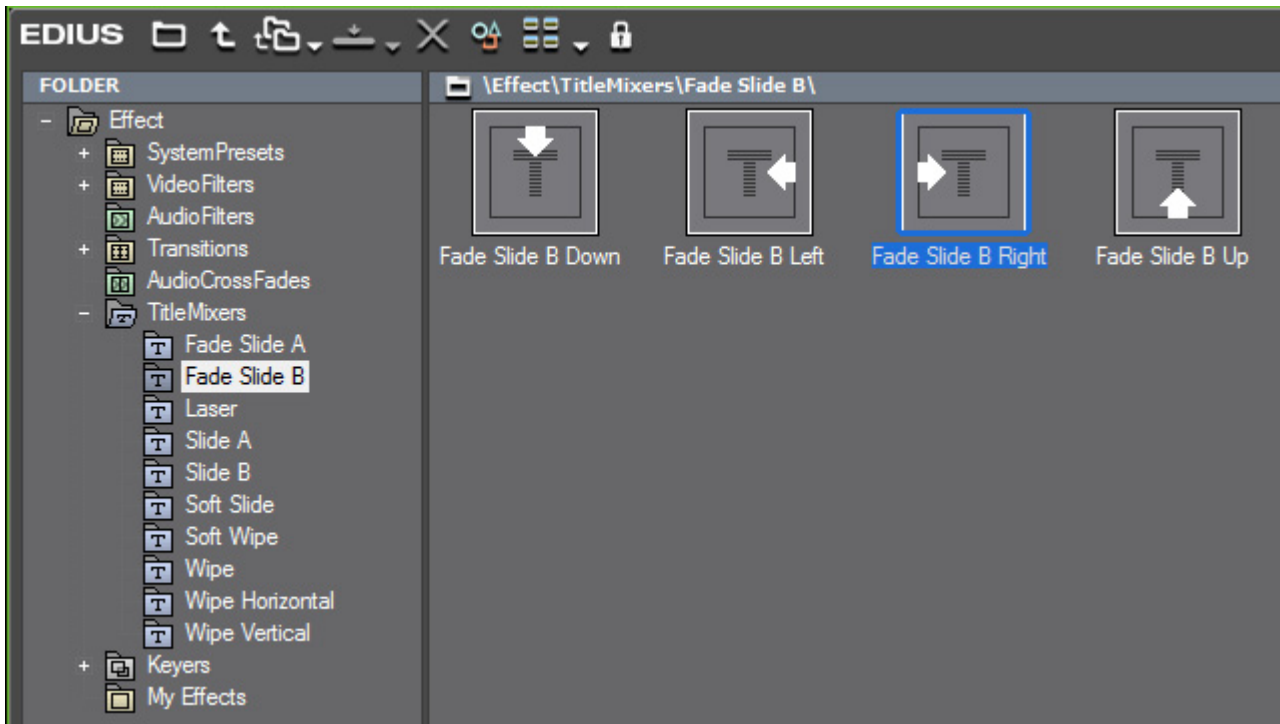 EDIUS
FOLDER
\Effect\TitleMixers\Fade Slide B\
Effect
SystemPresets
VideoFilters
AudioFilters
Transitions
AudioCrossFades
TitleMixers
Fade Slide A
Fade Slide B
Laser
Slide A
Slide B
Soft Slide
Soft Wipe
Wipe
Wipe Horizontal
Wipe Vertical
Keyers
My Effects
Fade Slide B Down
Fade Slide B Left
Fade Slide B Right
Fade Slide B Up